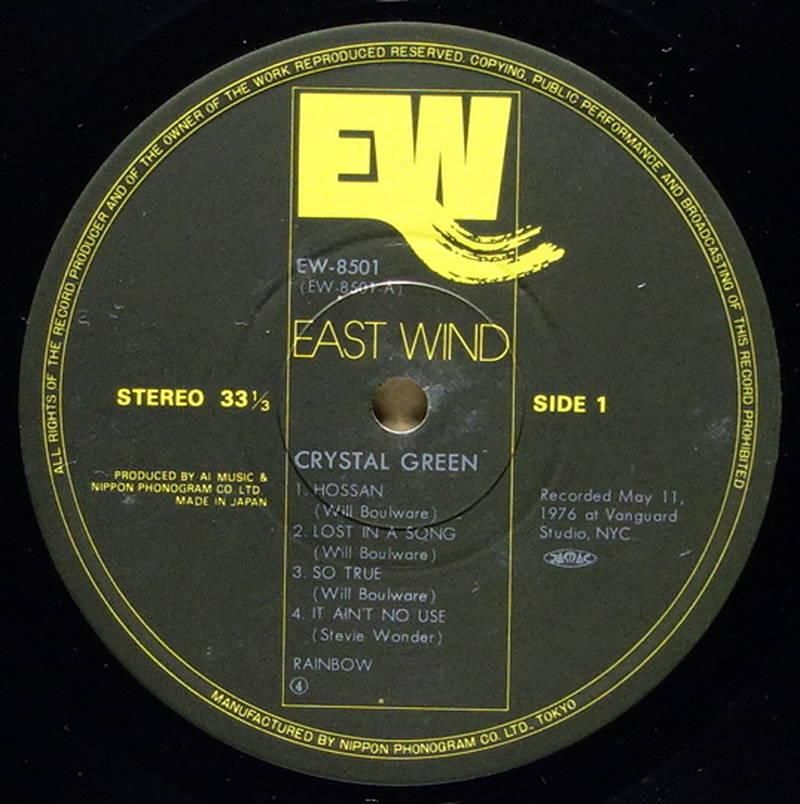 ALL RIGHTS OF THE RECORD PRODUCER AND OF THE OWNER OF THE WORK REPRODUCED RESERVED. COPYING, PUBLIC PERFORMANCE AND BROADCASTING OF THIS RECORD PROHIBITED
EW
EW-8501
(EW-8501-A)
EAST WIND
STEREO 33⅓
SIDE 1
CRYSTAL GREEN
PRODUCED BY AI MUSIC &
NIPPON PHONOGRAM CO. LTD.
MADE IN JAPAN
1. HOSSAN
(Will Boulware)
2. LOST IN A SONG
(Will Boulware)
3. SO TRUE
(Will Boulware)
4. IT AIN'T NO USE
(Stevie Wonder)
RAINBOW
④
Recorded May 11,
1976 at Vanguard
Studio, NYC.
JASRAC
MANUFACTURED BY NIPPON PHONOGRAM CO. LTD., TOKYO